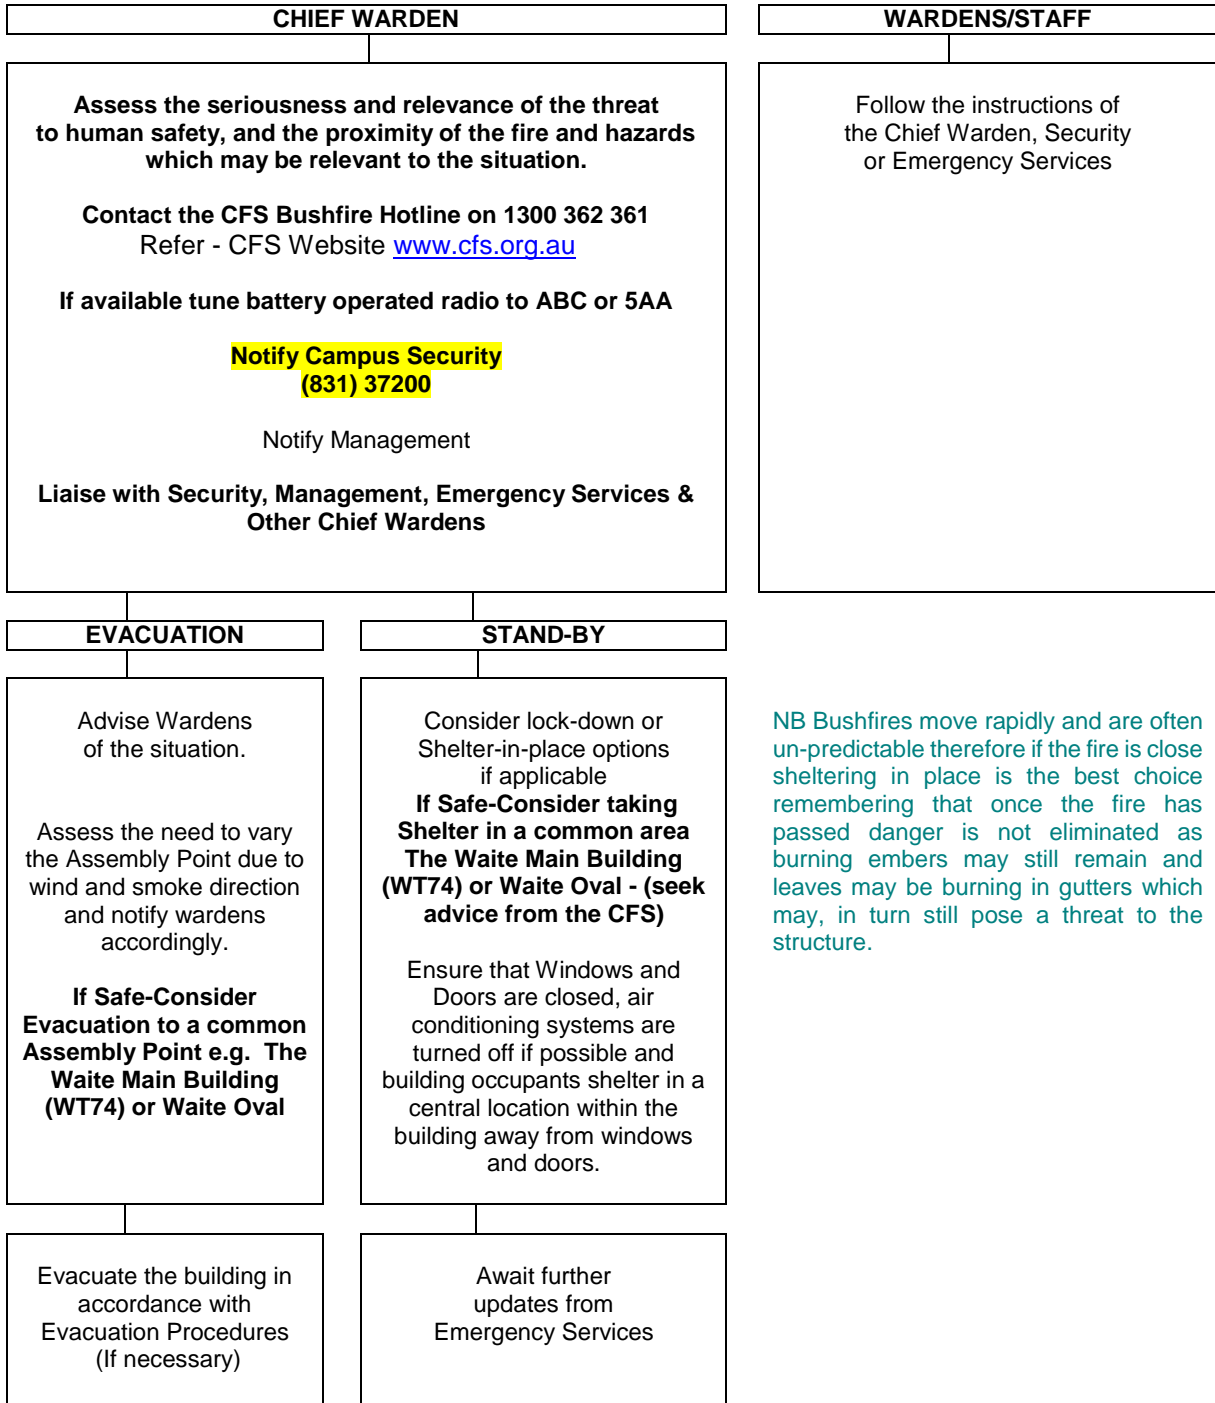 CHIEF WARDEN
Assess the seriousness and relevance of the threat
to human safety, and the proximity of the fire and hazards
which may be relevant to the situation.
Contact the CFS Bushfire Hotline on 1300 362 361
Refer - CFS Website www.cfs.org.au
If available tune battery operated radio to ABC or 5AA
Notify Campus Security
(831) 37200
Notify Management
Liaise with Security, Management, Emergency Services &
Other Chief Wardens
WARDENS/STAFF
Follow the instructions of
the Chief Warden, Security
or Emergency Services
EVACUATION
Advise Wardens
of the situation.
Assess the need to vary
the Assembly Point due to
wind and smoke direction
and notify wardens
accordingly.
If Safe-Consider
Evacuation to a common
Assembly Point e.g. The
Waite Main Building
(WT74) or Waite Oval
Evacuate the building in
accordance with
Evacuation Procedures
(If necessary)
STAND-BY
Consider lock-down or
Shelter-in-place options
if applicable
If Safe-Consider taking
Shelter in a common area
The Waite Main Building
(WT74) or Waite Oval - (seek
advice from the CFS)
Ensure that Windows and
Doors are closed, air
conditioning systems are
turned off if possible and
building occupants shelter in a
central location within the
building away from windows
and doors.
Await further
updates from
Emergency Services
NB Bushfires move rapidly and are often
un-predictable therefore if the fire is close
sheltering in place is the best choice
remembering that once the fire has
passed danger is not eliminated as
burning embers may still remain and
leaves may be burning in gutters which
may, in turn still pose a threat to the
structure.